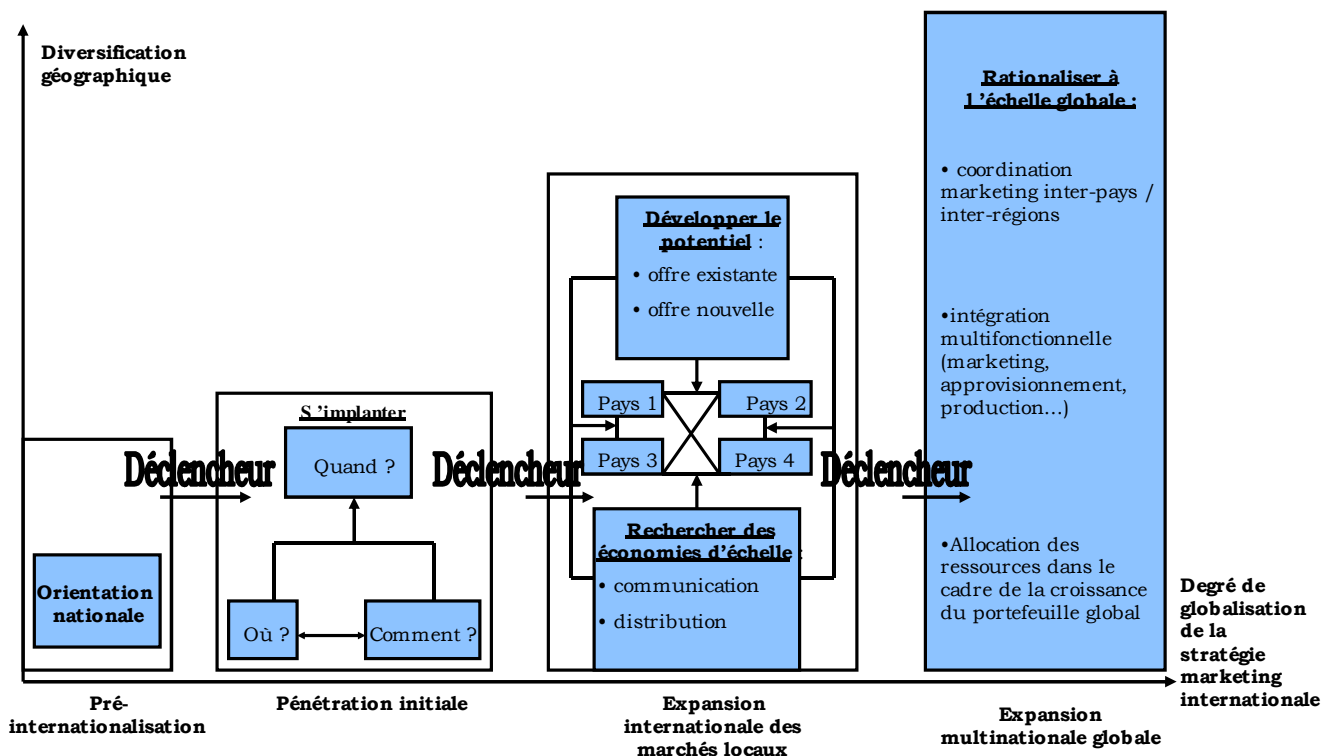 Diversification
géographique
Orientation
nationale
Déclencheur
S ’implanter
Quand ?
Où ?
Comment ?
Déclencheur
Développer le
potentiel :
• offre existante
• offre nouvelle
Pays 1
Pays 2
Pays 3
Pays 4
Rechercher des
économies d’échelle :
• communication
• distribution
Déclencheur
Rationaliser à
l ’échelle globale :
• coordination
marketing inter-pays /
inter-régions
•intégration
multifonctionnelle
(marketing,
approvisionnement,
production…)
•Allocation des
ressources dans le
cadre de la croissance
du portefeuille global
Degré de
globalisation
de la
stratégie
marketing
internationale
Pré-
internationalisation
Pénétration initiale
Expansion
internationale des
marchés locaux
Expansion
multinationale globale